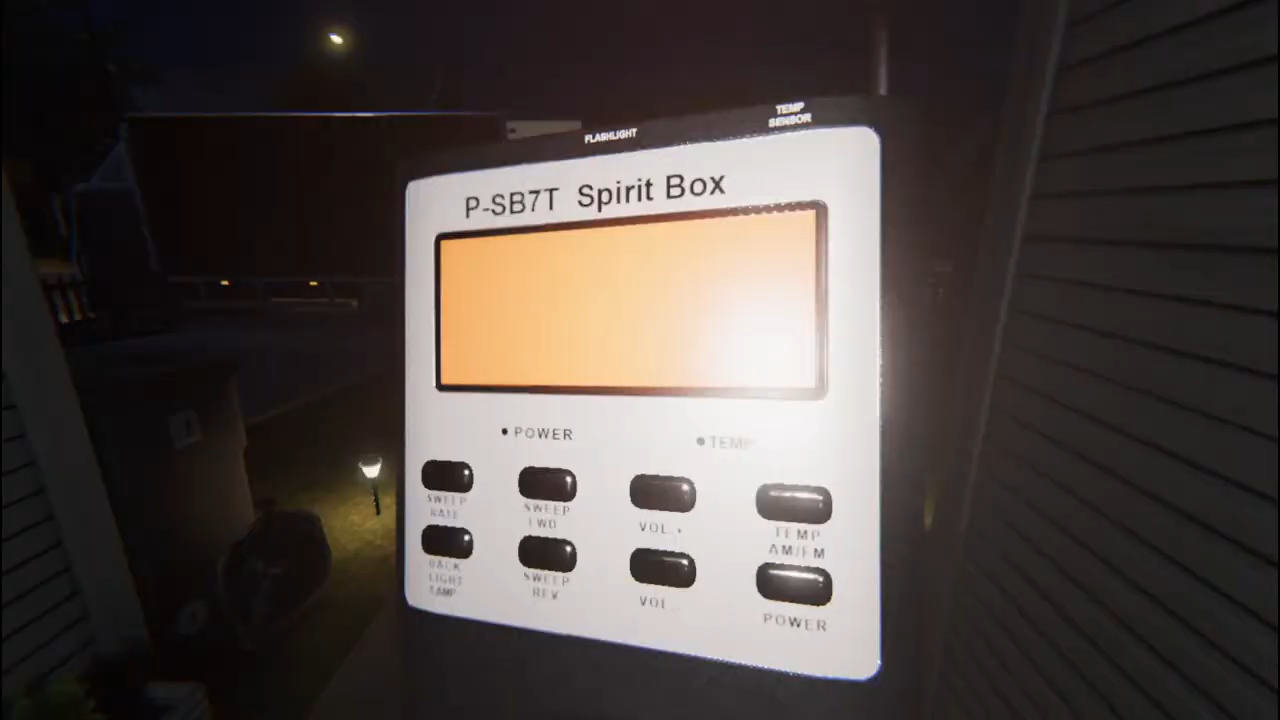 FLASHLIGHT
TEMP
SENSOR
P-SB7T Spirit Box
POWER
TEMP
SWEEP
RATE
SWEEP
FWD
VOL.+
TEMP
AM/FM
BACK
LIGHT
LAMP
SWEEP
REV
VOL.-
POWER